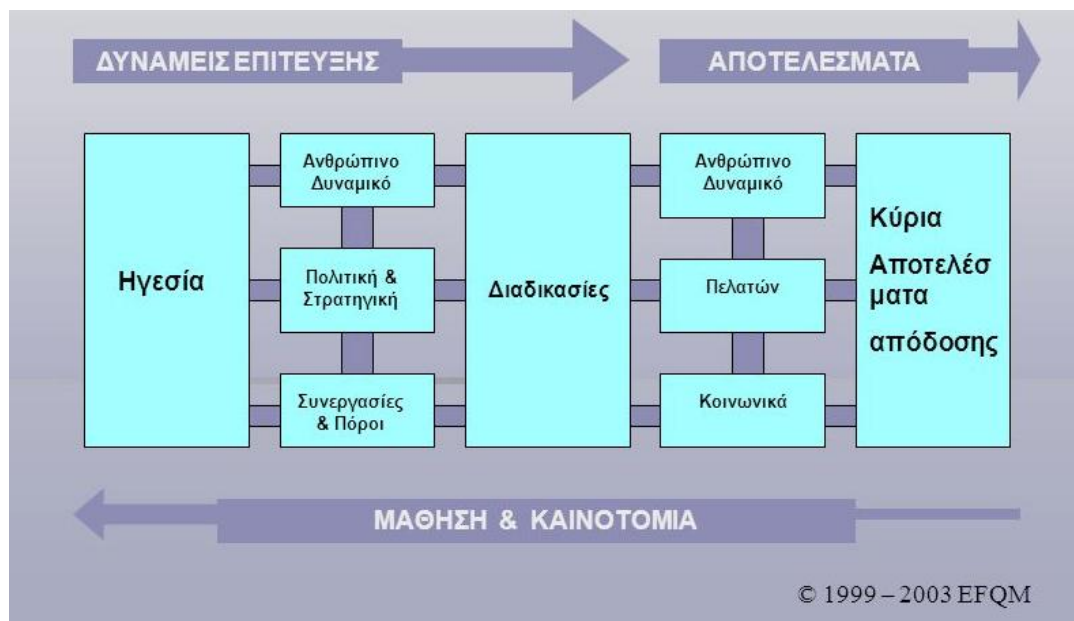 ΔΥΝΑΜΕΙΣ ΕΠΙΤΕΥΞΗΣ
ΑΠΟΤΕΛΕΣΜΑΤΑ
Ηγεσία
Ανθρώπινο
Δυναμικό
Πολιτική &
Στρατηγική
Συνεργασίες
& Πόροι
Διαδικασίες
Ανθρώπινο
Δυναμικό
Πελατών
Κοινωνικά
Κύρια
Αποτελέσ
ματα
απόδοσης
ΜΑΘΗΣΗ & ΚΑΙΝΟΤΟΜΙΑ
© 1999 – 2003 EFQM